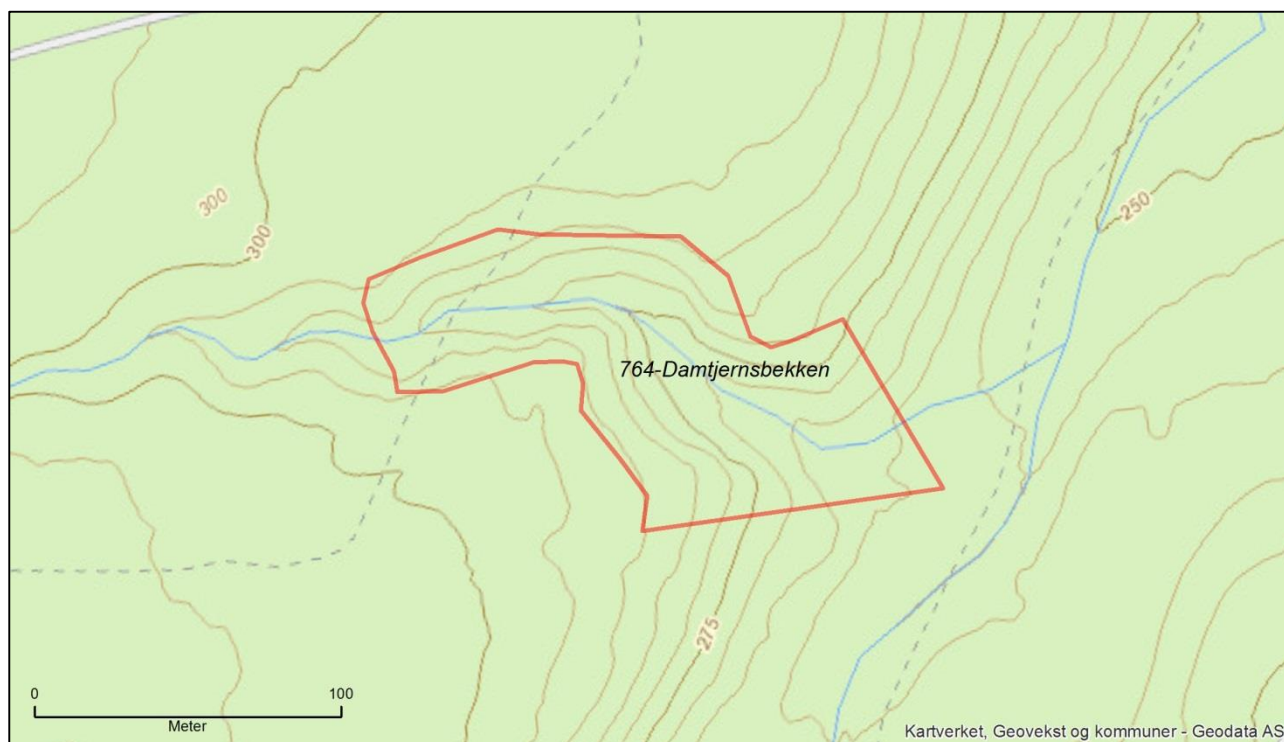 300
300
250
764-Damtjernsbekken
275
0 100
Meter
Kartverket, Geovekst og kommuner - Geodata AS